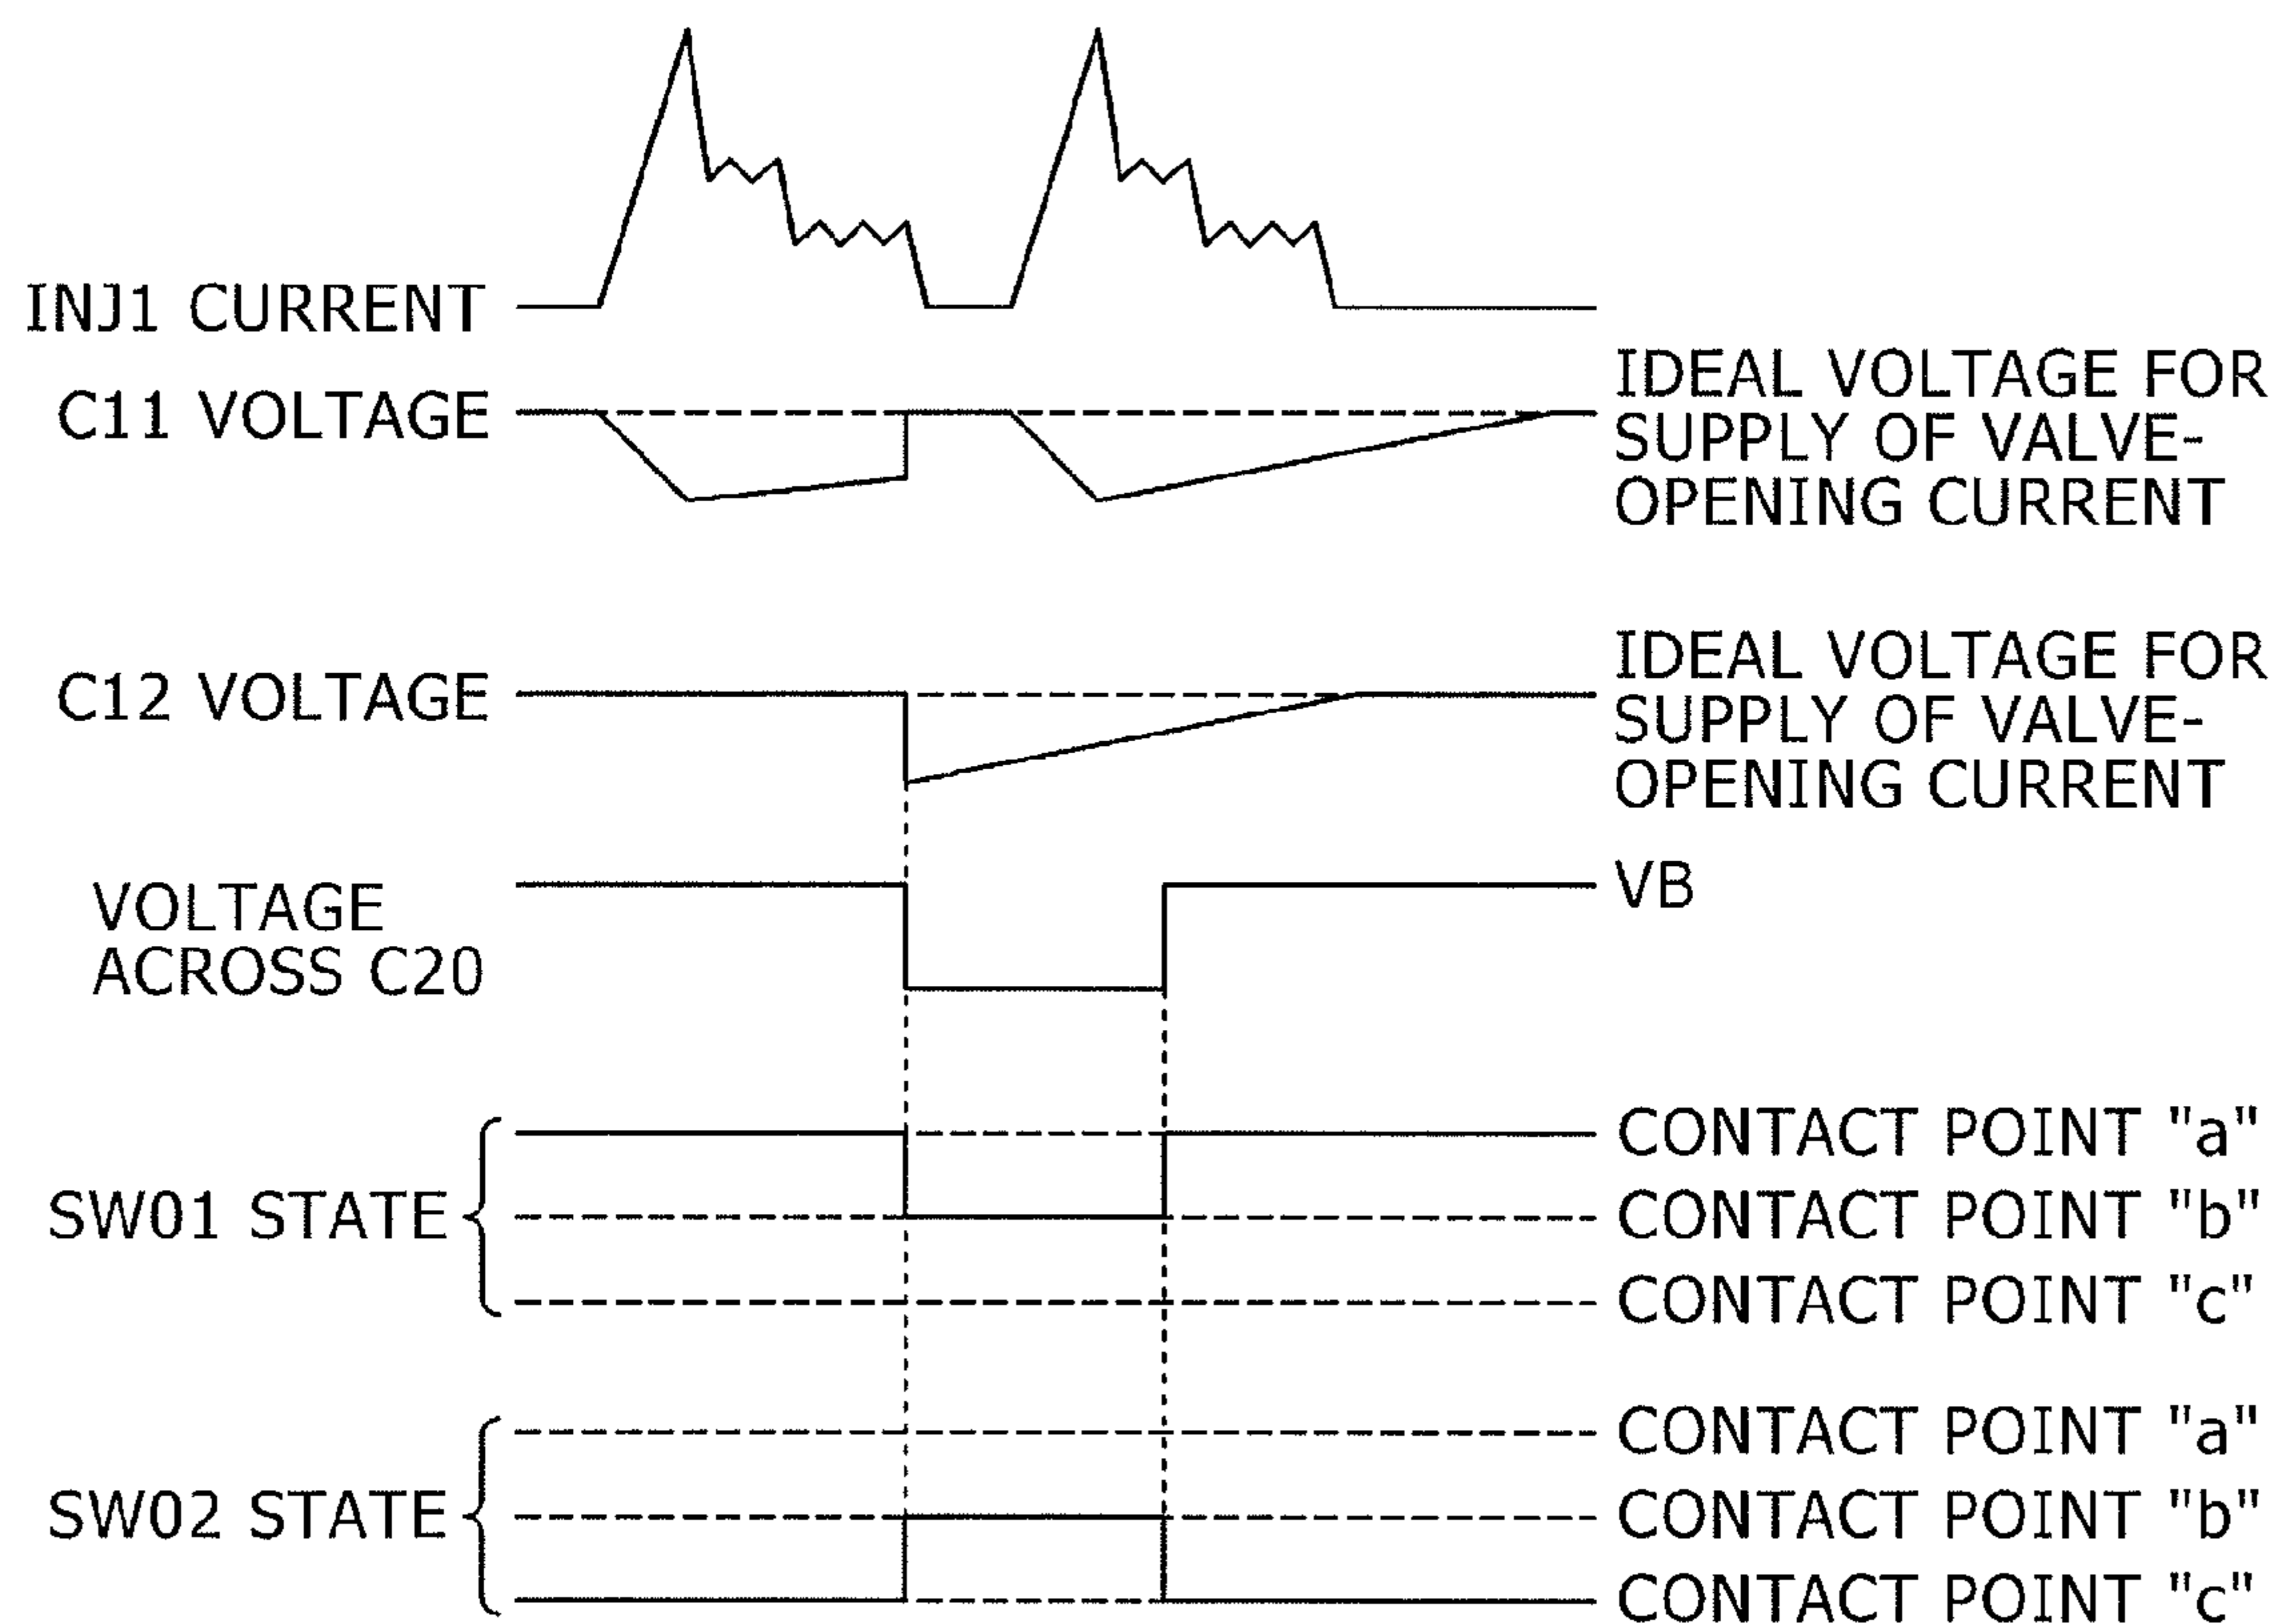 INJ1 CURRENT
C11 VOLTAGE
IDEAL VOLTAGE FOR
SUPPLY OF VALVE-
OPENING CURRENT
C12 VOLTAGE
IDEAL VOLTAGE FOR
SUPPLY OF VALVE-
OPENING CURRENT
VOLTAGE
ACROSS C20
VB
SW01 STATE
CONTACT POINT "a"
CONTACT POINT "b"
CONTACT POINT "c"
SW02 STATE
CONTACT POINT "a"
CONTACT POINT "b"
CONTACT POINT "c"